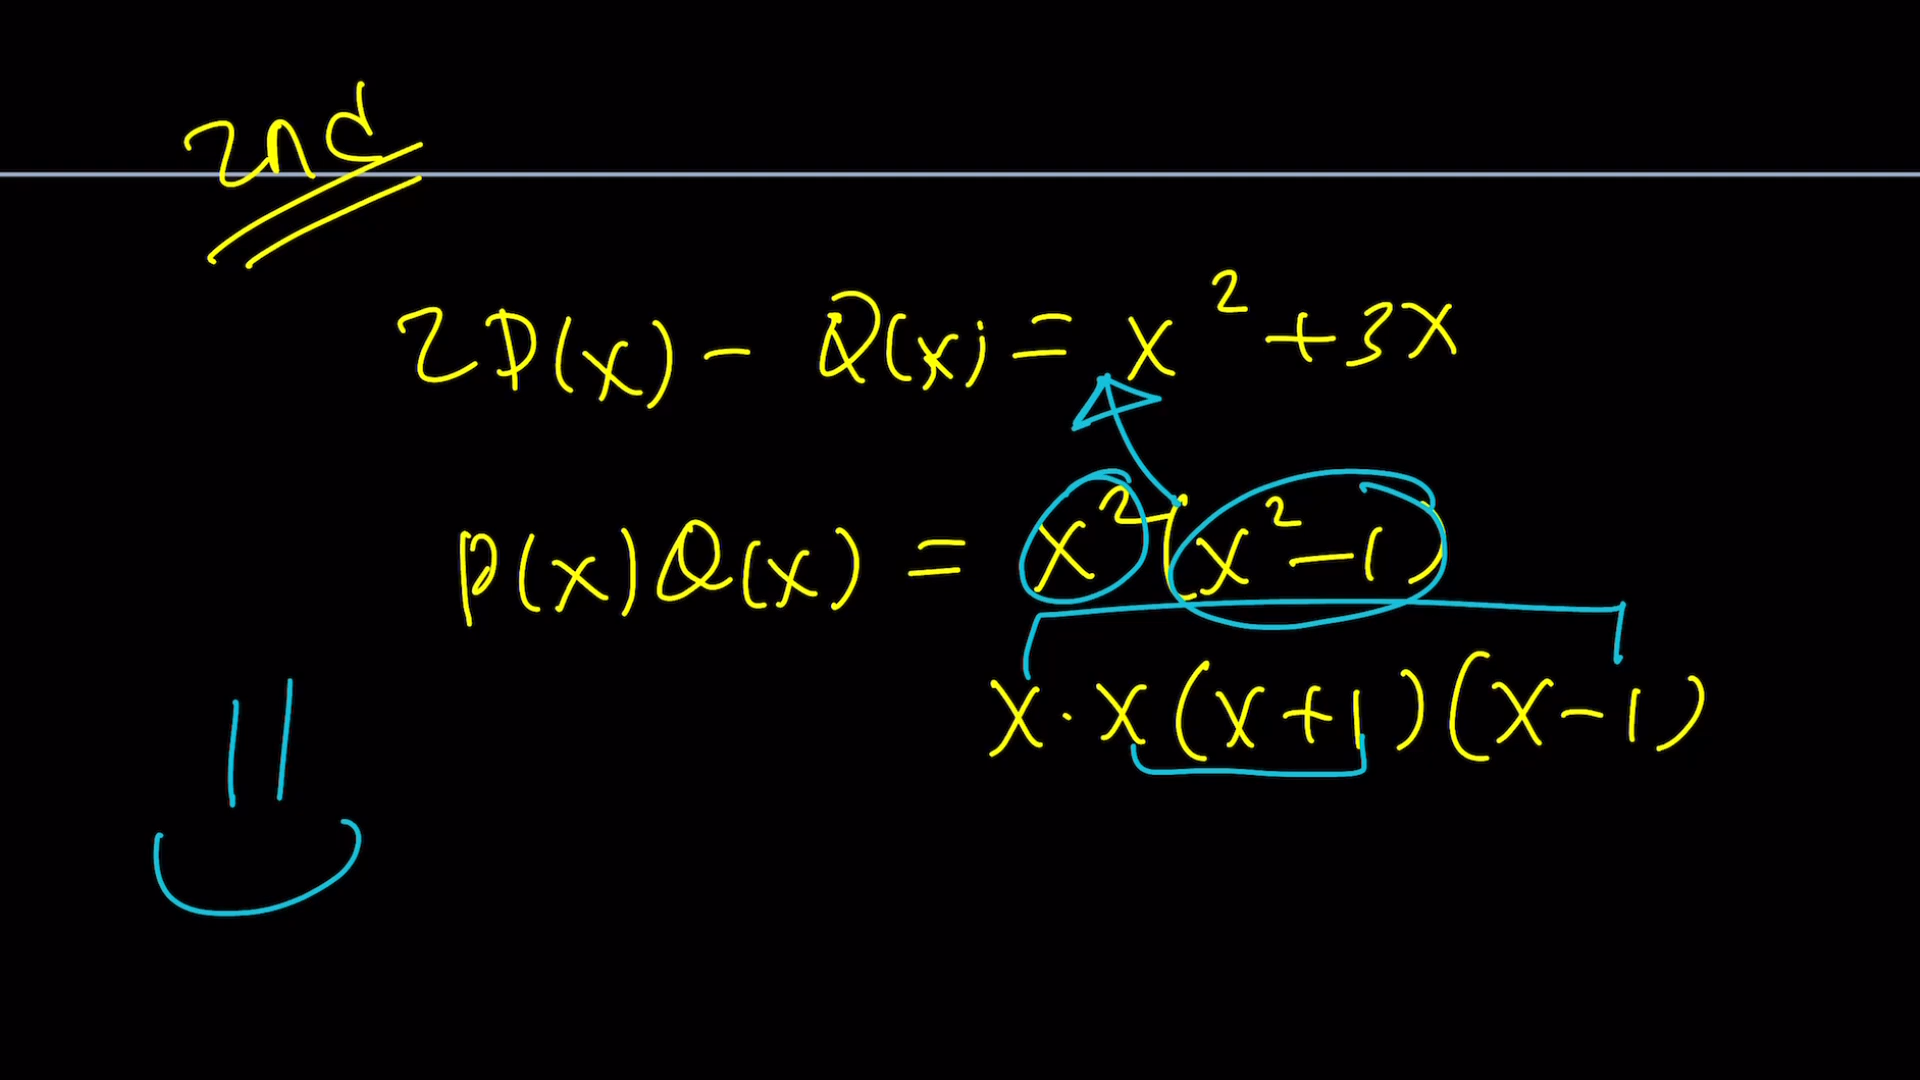 2nd
2P(x) - Q(x) = x² + 3x
P(x)Q(x) = x²(x² - 1)
x · x(x+1)(x-1)